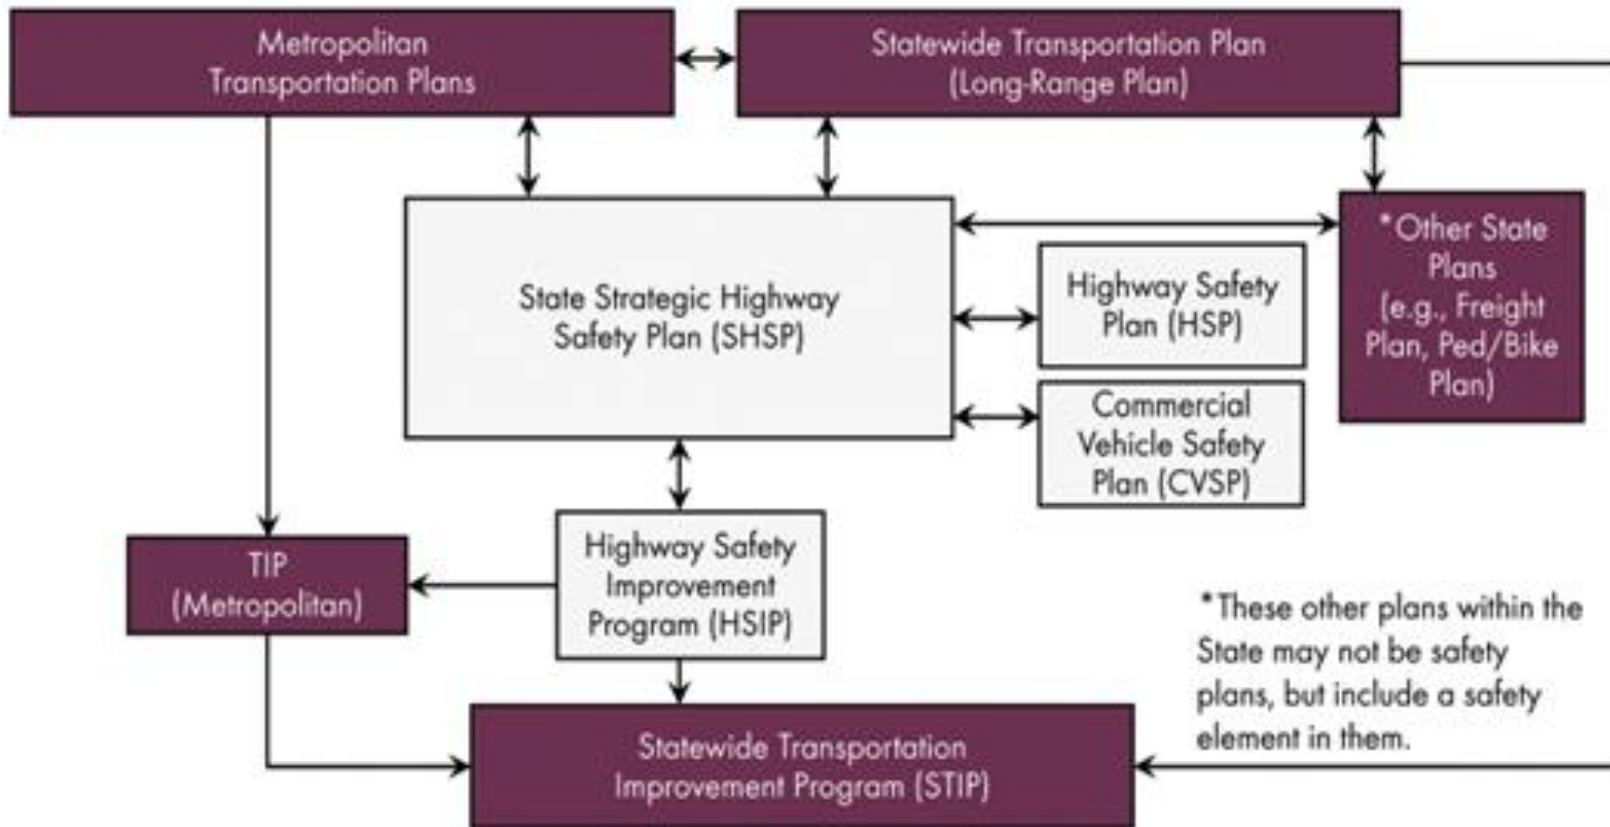 Metropolitan
Transportation Plans
Statewide Transportation Plan
(Long-Range Plan)
State Strategic Highway
Safety Plan (SHSP)
Highway Safety
Plan (HSP)
Commercial
Vehicle Safety
Plan (CVSP)
*Other State
Plans
(e.g., Freight
Plan, Ped/Bike
Plan)
TIP
(Metropolitan)
Highway Safety
Improvement
Program (HSIP)
*These other plans within the
State may not be safety
plans, but include a safety
element in them.
Statewide Transportation
Improvement Program (STIP)